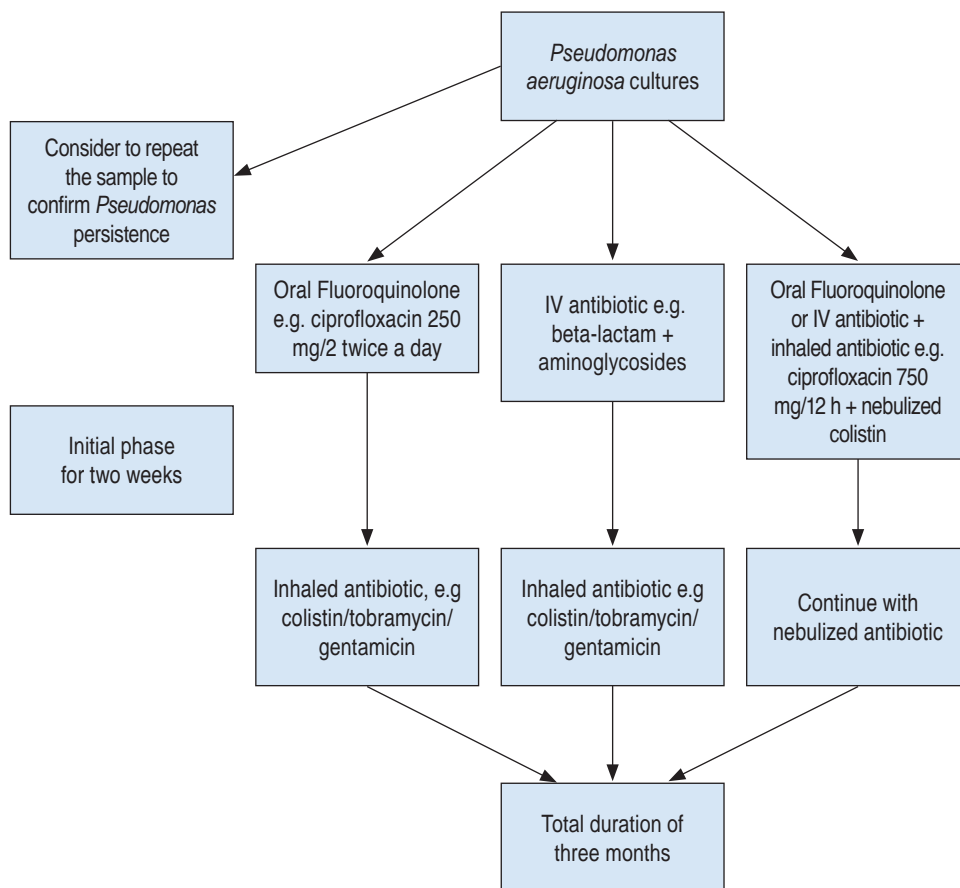 Pseudomonas
aeruginosa cultures
Consider to repeat
the sample to
confirm Pseudomonas
persistence
Oral Fluoroquinolone
e.g. ciprofloxacin 250
mg/2 twice a day
IV antibiotic e.g.
beta-lactam +
aminoglycosides
Oral Fluoroquinolone
or IV antibiotic +
inhaled antibiotic e.g.
ciprofloxacin 750
mg/12 h + nebulized
colistin
Initial phase
for two weeks
Inhaled antibiotic, e.g
colistin/tobramycin/
gentamicin
Inhaled antibiotic e.g
colistin/tobramycin/
gentamicin
Continue with
nebulized antibiotic
Total duration of
three months